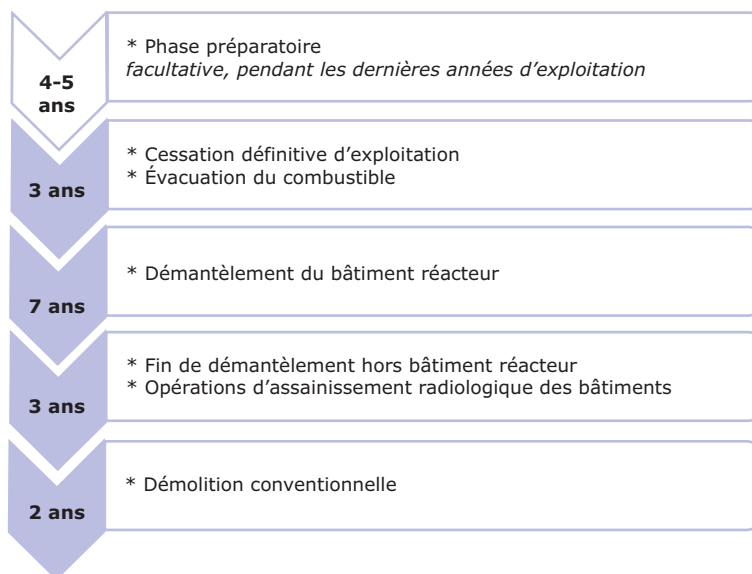 * Phase préparatoire
facultative, pendant les dernières années d’exploitation
4-5
ans
* Cessation définitive d’exploitation
* Évacuation du combustible
3 ans
* Démantèlement du bâtiment réacteur
7 ans
* Fin de démantèlement hors bâtiment réacteur
* Opérations d’assainissement radiologique des bâtiments
3 ans
* Démolition conventionnelle
2 ans